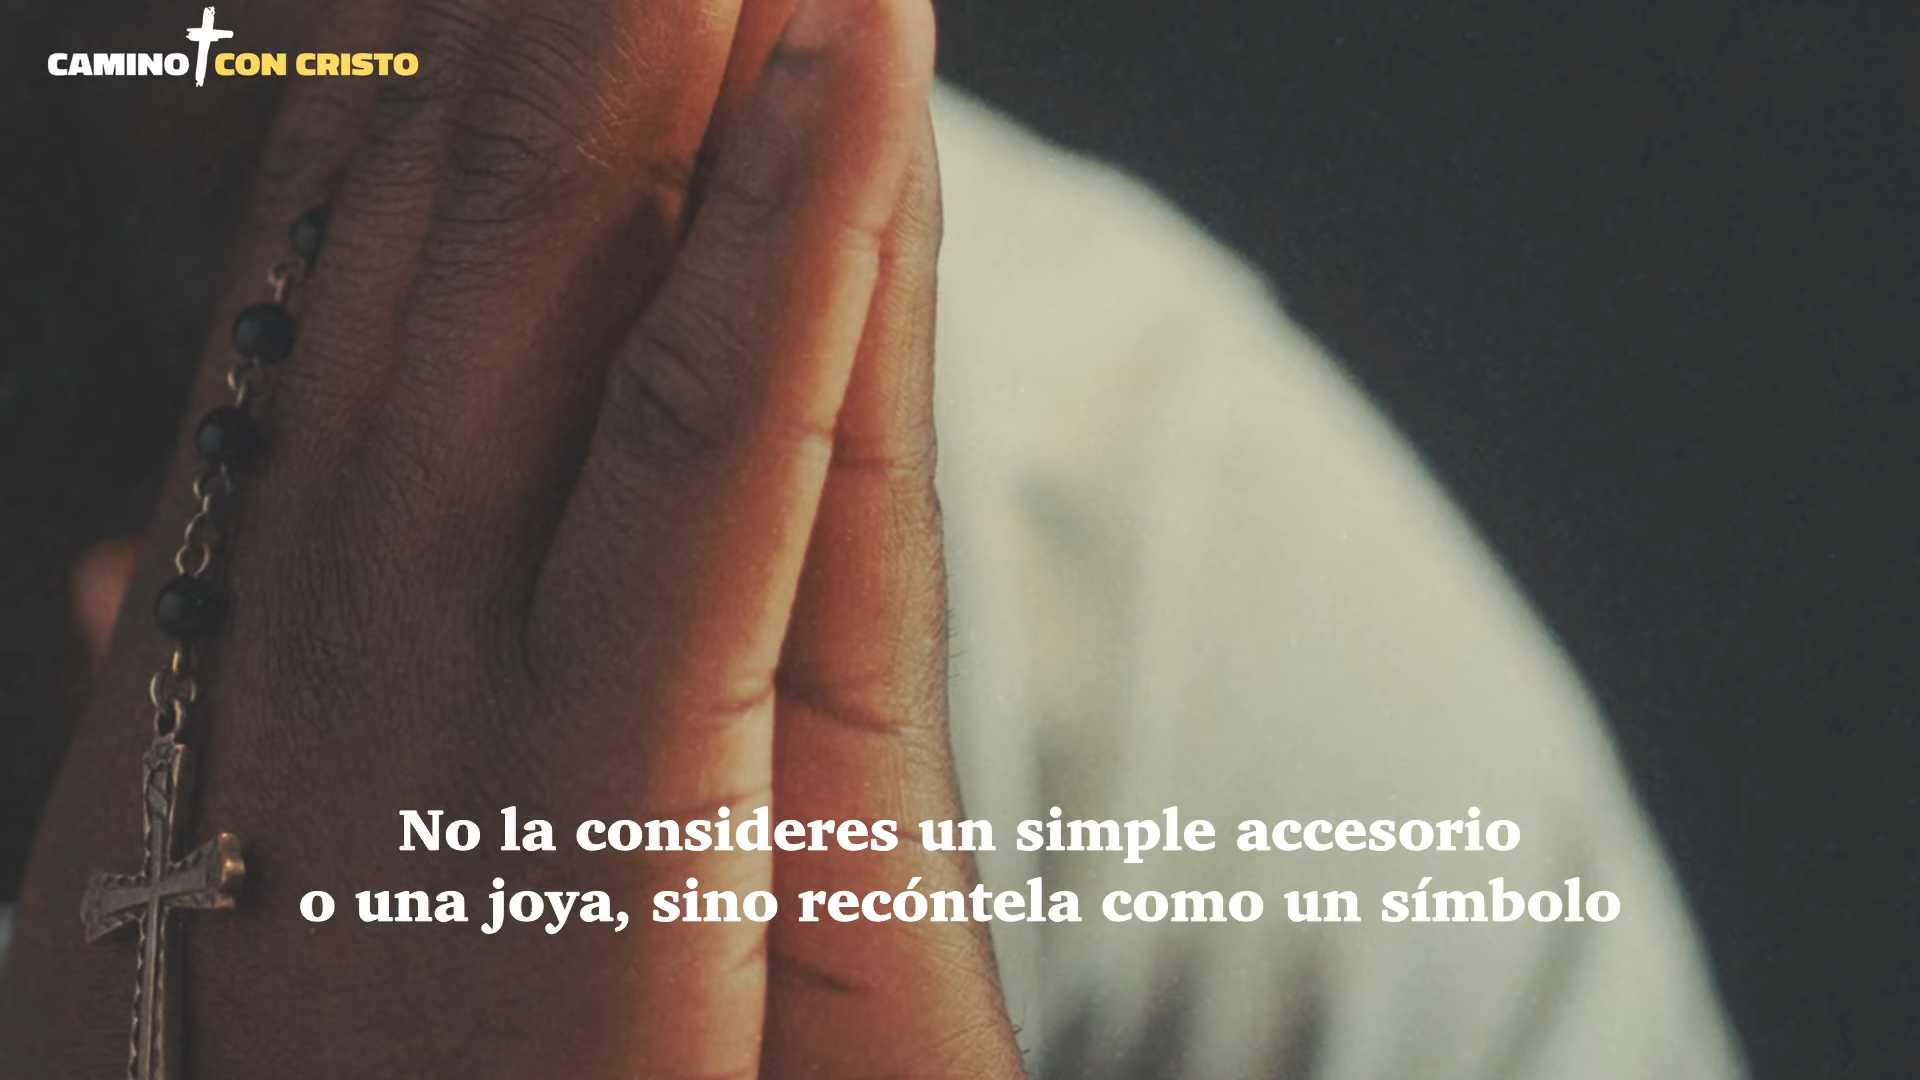 CAMINO CON CRISTO
No la consideres un simple accesorio
o una joya, sino recóntela como un símbolo